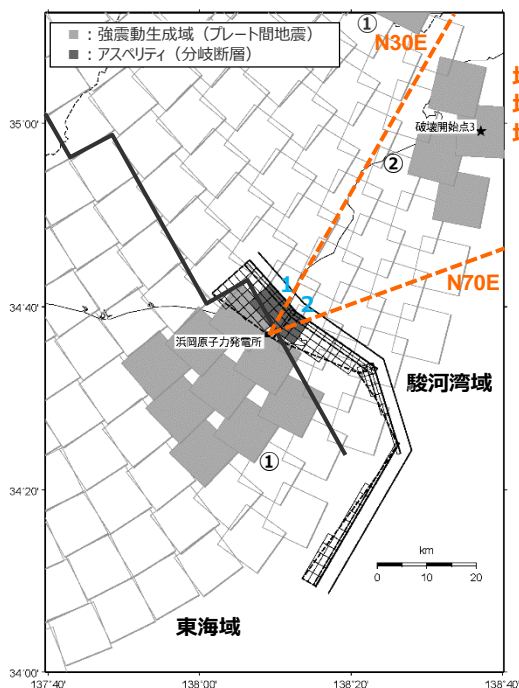 ：強震動生成域（プレート間地震）
：アスペリティ（分岐断層）
①
N30E
35°00'
破壊開始点3
②
N70E
34°40'
1
2
浜岡原子力発電所
駿河湾域
①
34°20'
km
0 10 20
東海域
34°00'
137°40' 138°00' 138°20' 138°40'